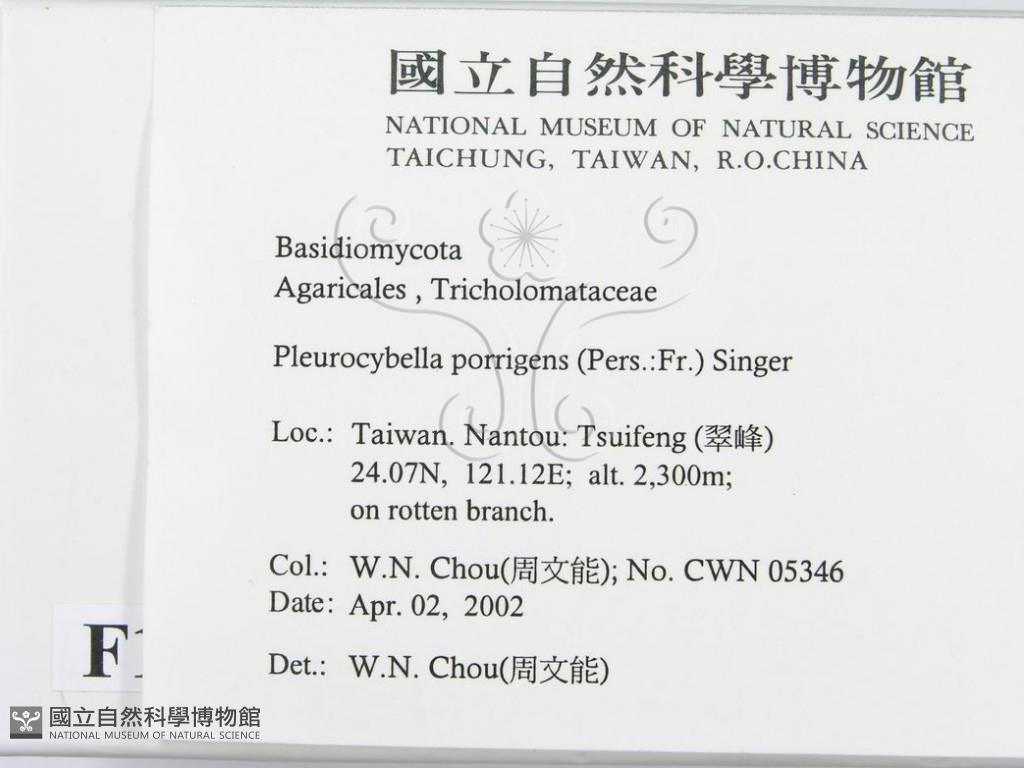 國立自然科學博物館
NATIONAL MUSEUM OF NATURAL SCIENCE
TAICHUNG, TAIWAN, R.O.CHINA
Basidiomycota
Agaricales , Tricholomataceae
Pleurocybella porrigens (Pers.:Fr.) Singer
Loc.: Taiwan. Nantou: Tsuifeng (翠峰)
24.07N, 121.12E; alt. 2,300m;
on rotten branch.
Col.: W.N. Chou(周文能); No. CWN 05346
Date: Apr. 02, 2002
Det.: W.N. Chou(周文能)
國立自然科學博物館
NATIONAL MUSEUM OF NATURAL SCIENCE